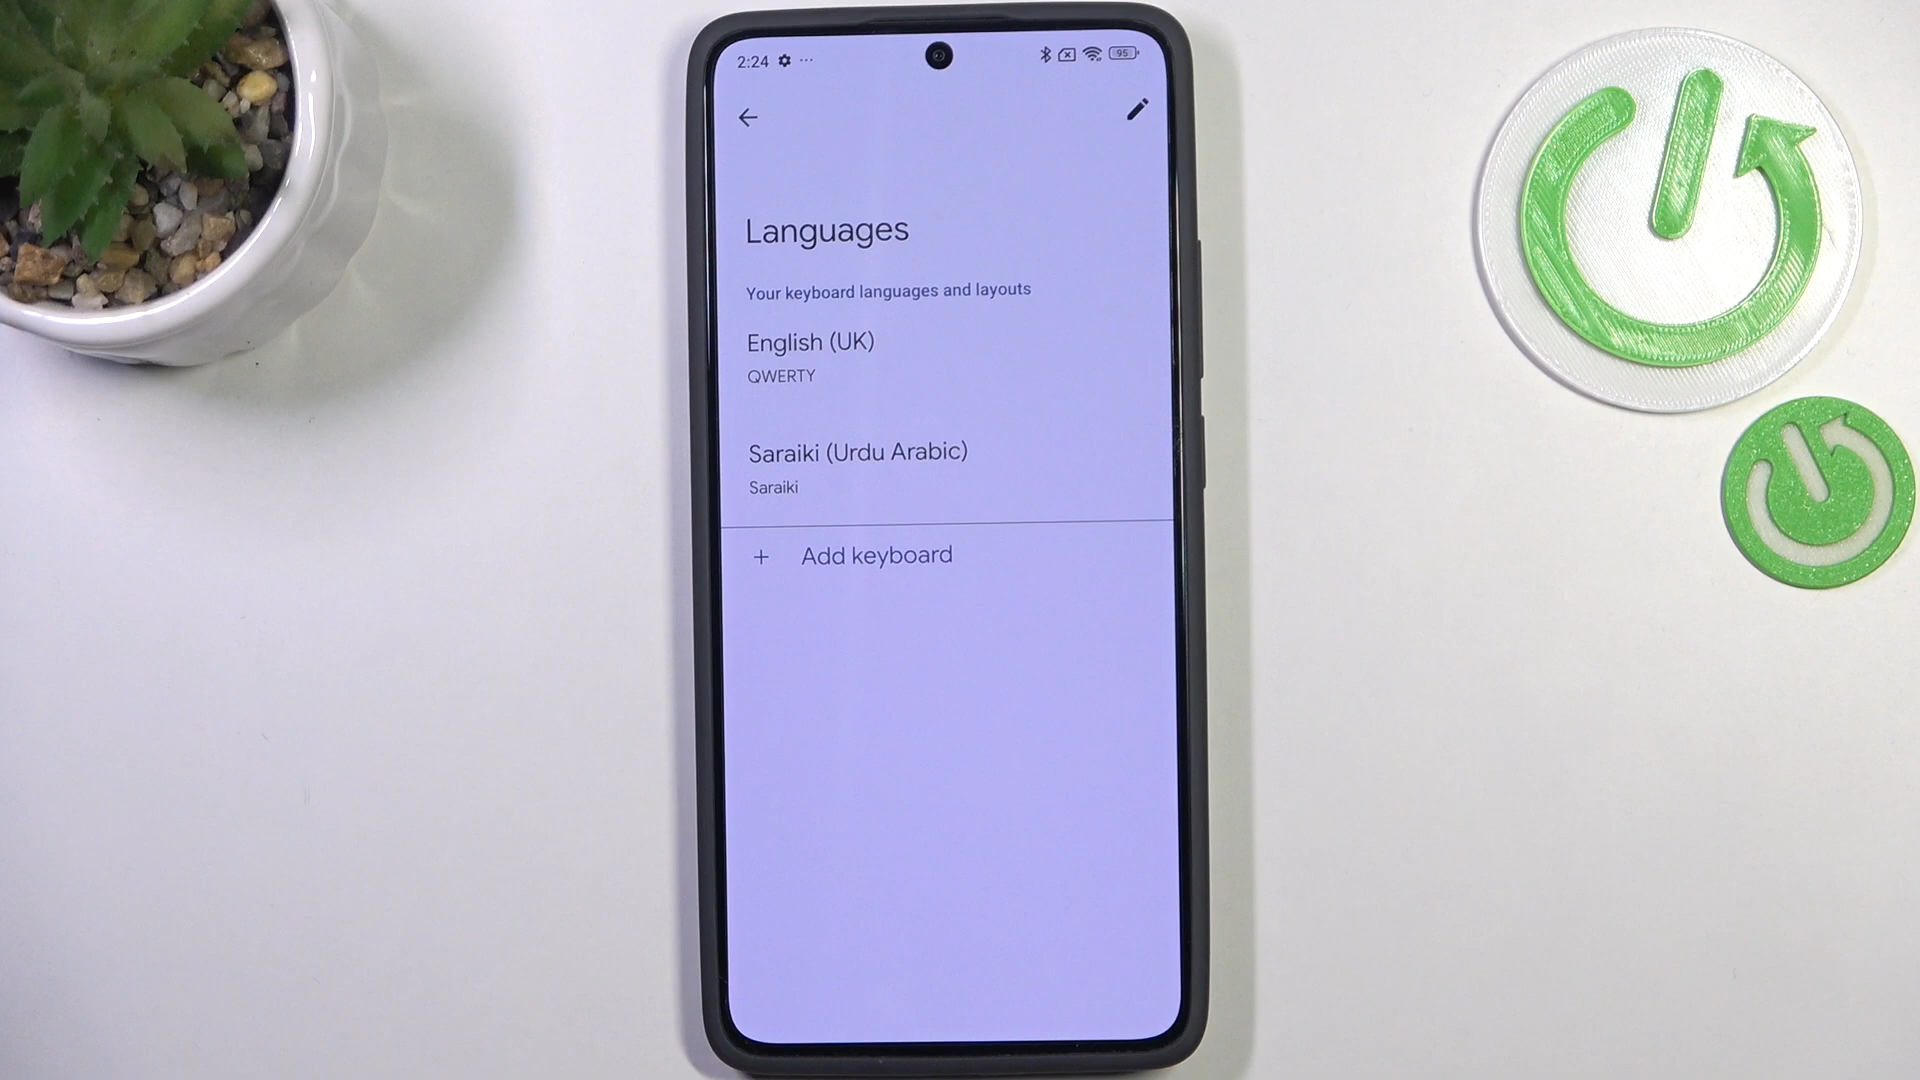 2:24 ... 95
Languages
Your keyboard languages and layouts
English (UK)
QWERTY
Saraiki (Urdu Arabic)
Saraiki
+ Add keyboard